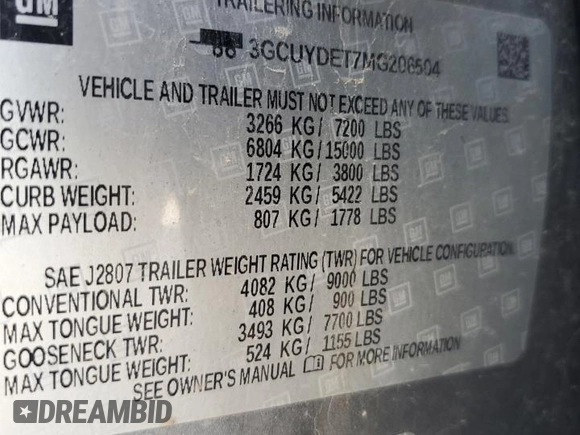 GM
TRAILERING INFORMATION
3GCUYDET7MG206504
VEHICLE AND TRAILER MUST NOT EXCEED ANY OF THESE VALUES.
GVWR: 3266 KG/ 7200 LBS
GCWR: 6804 KG/15000 LBS
RGAWR: 1724 KG/ 3800 LBS
CURB WEIGHT: 2459 KG/ 5422 LBS
MAX PAYLOAD: 807 KG/ 1778 LBS
SAE J2807 TRAILER WEIGHT RATING (TWR) FOR VEHICLE CONFIGURATION.
CONVENTIONAL TWR: 4082 KG/ 9000 LBS
MAX TONGUE WEIGHT: 408 KG/ 900 LBS
GOOSENECK TWR: 3493 KG/ 7700 LBS
MAX TONGUE WEIGHT: 524 KG/ 1155 LBS
SEE OWNER'S MANUAL FOR MORE INFORMATION
DREAMBID